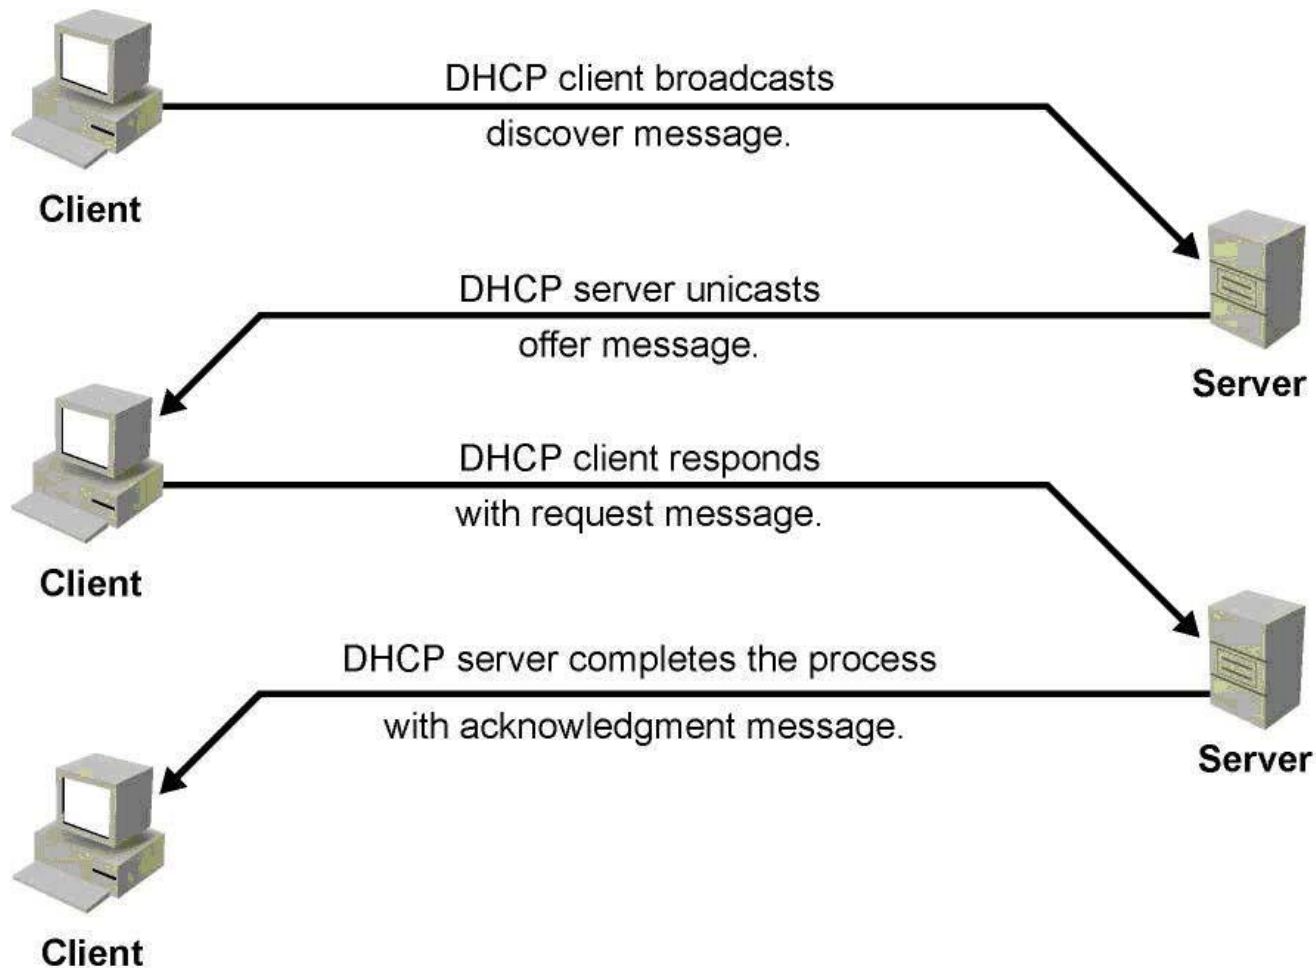 DHCP client broadcasts
discover message.
Client
DHCP server unicasts
offer message.
Server
DHCP client responds
with request message.
Client
DHCP server completes the process
with acknowledgment message.
Server
Client